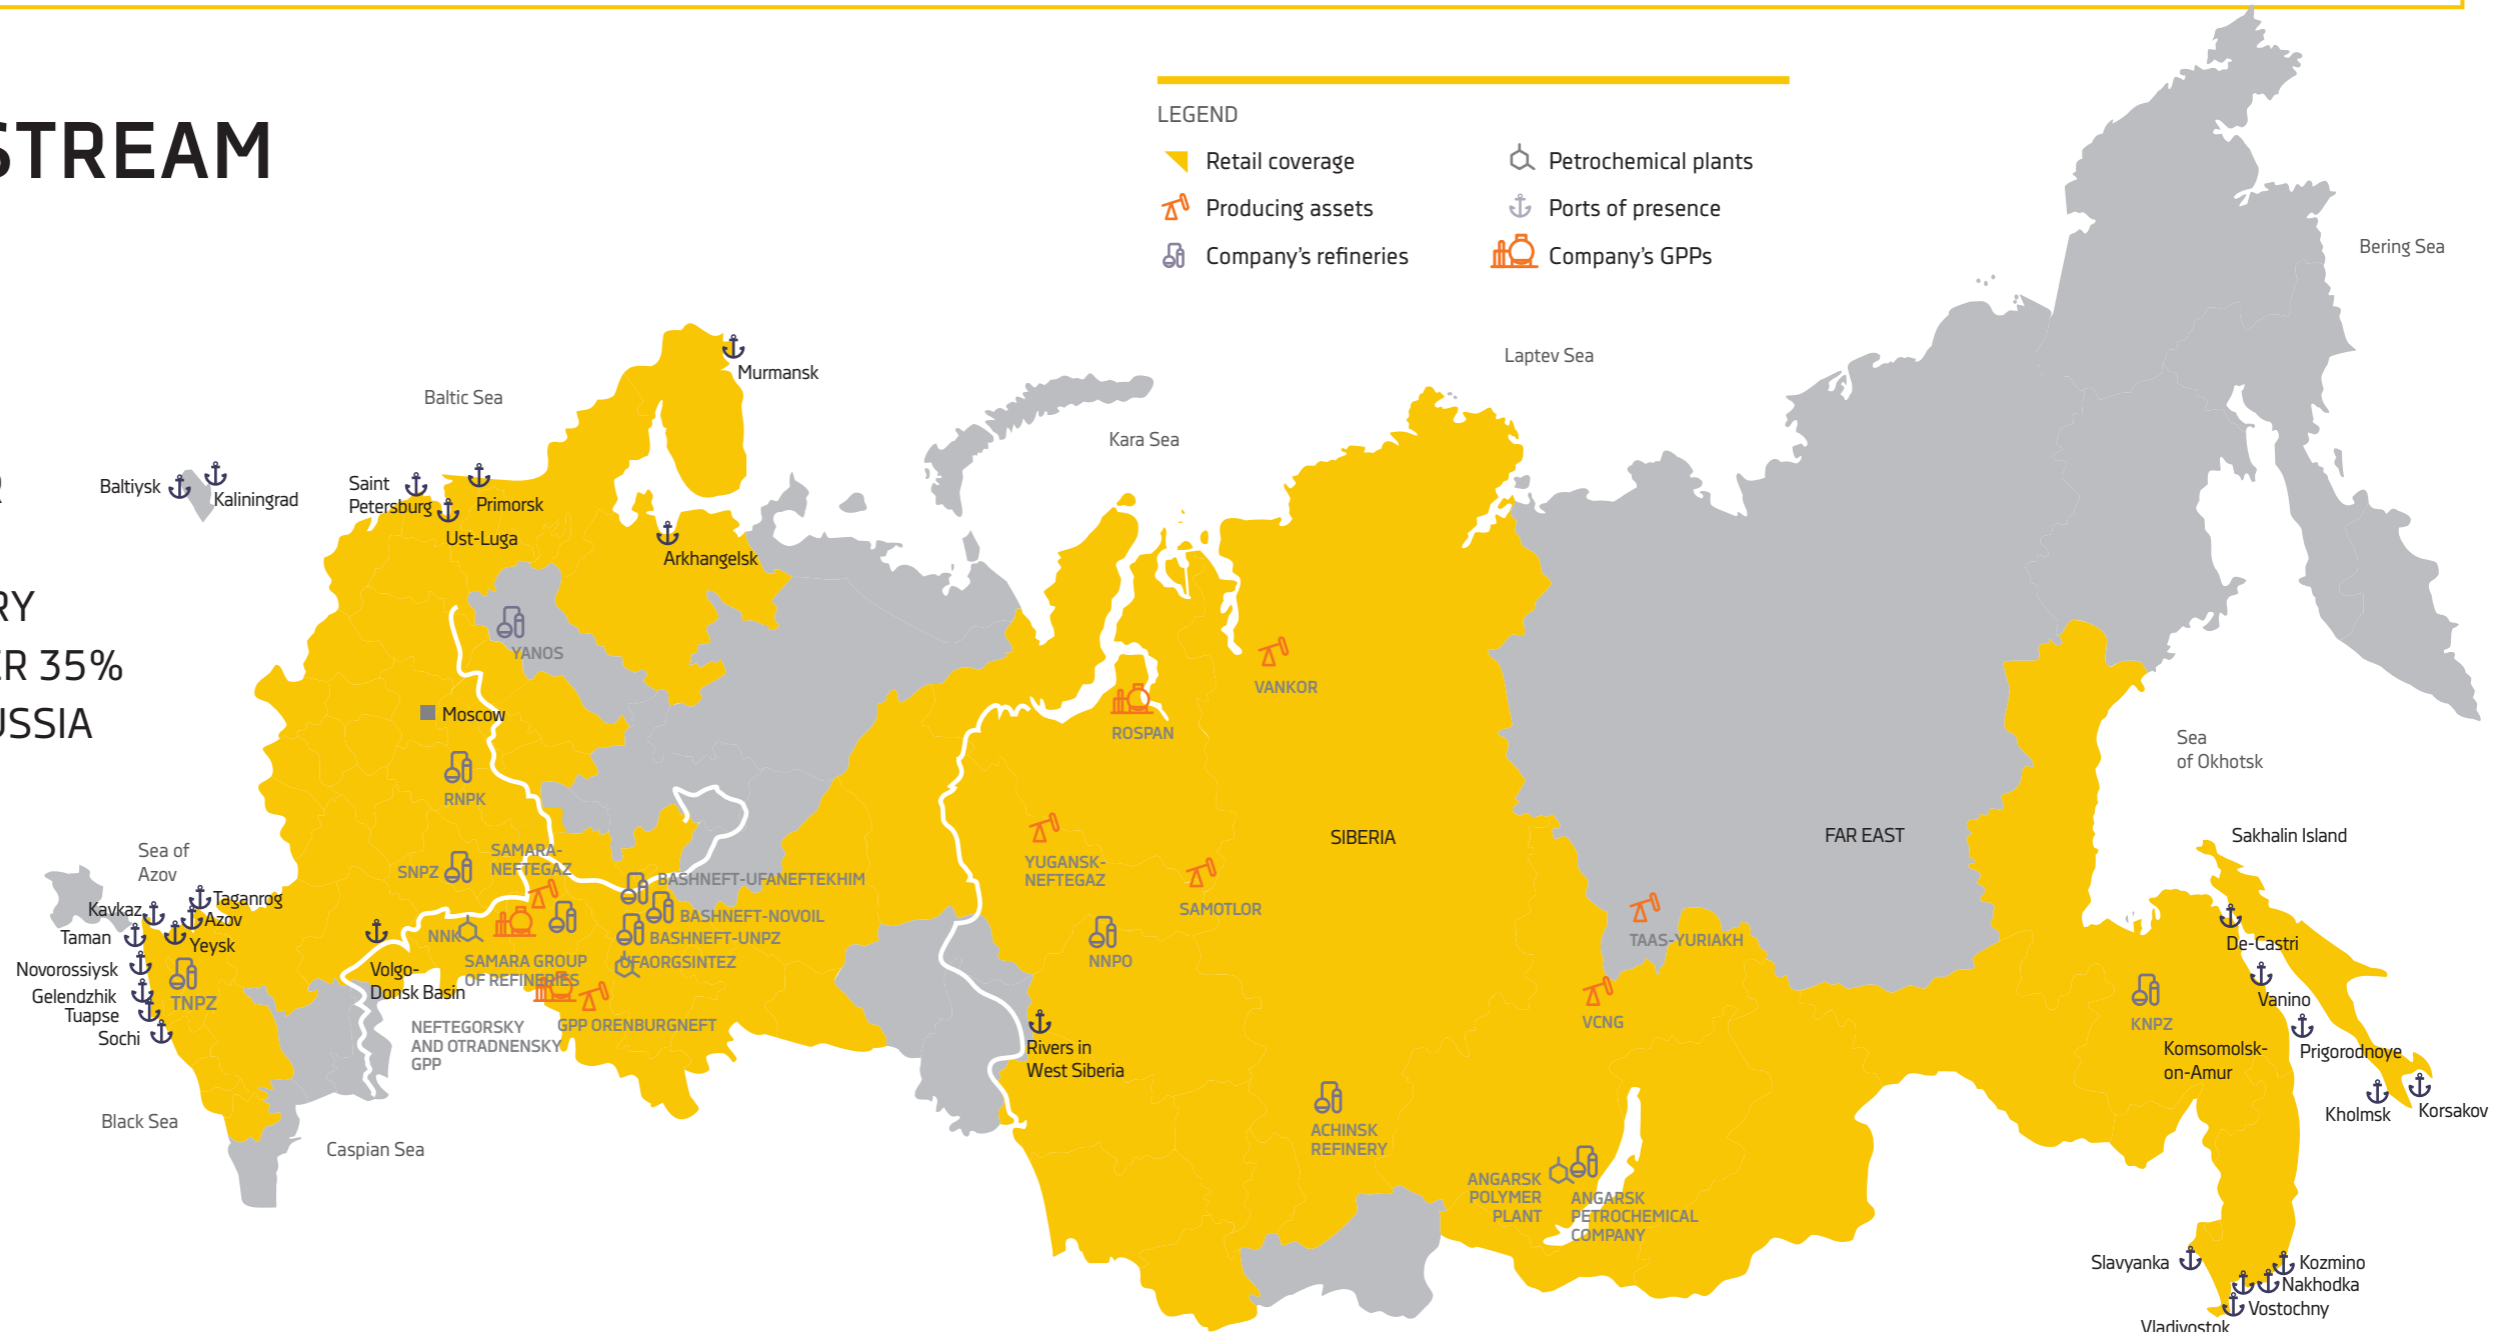 STREAM
R
RY
ER 35%
USSIA
LEGEND
Retail coverage
Producing assets
Company's refineries
Petrochemical plants
Ports of presence
Company's GPPs
Bering Sea
Laptev Sea
Kara Sea
Baltic Sea
Murmansk
Baltiysk
Kaliningrad
Saint
Petersburg
Primorsk
Ust-Luga
Arkhangelsk
YANOS
Moscow
RNPK
VANKOR
ROSPAN
Sea
of Okhotsk
Sea of
Azov
SNPZ
SAMARA-
NEFTEGAZ
BASHNEFT-UFANEFTEKHIM
BASHNEFT-NOVOIL
BASHNEFT-UNPZ
UFAORGSINTEZ
YUGANSK-
NEFTEGAZ
SAMOTLOR
SIBERIA
FAR EAST
Sakhalin Island
Kavkaz
Taganrog
Azov
Taman
Yeysk
Novorossiysk
Gelendzhik
Tuapse
Sochi
TNPZ
NNK
Volgo-
Donsk Basin
SAMARA GROUP
OF REFINERIES
NEFTEGORSKY
AND OTRADNENSKY
GPP
GPP ORENBURGNEFT
NNPO
TAAS-YURIAKH
VCNG
Rivers in
West Siberia
De-Castri
Vanino
KNPZ
Komsomolsk-
on-Amur
Prigorodnoye
Kholmsk
Korsakov
Black Sea
Caspian Sea
ACHINSK
REFINERY
ANGARSK
POLYMER
PLANT
ANGARSK
PETROCHEMICAL
COMPANY
Slavyanka
Kozmino
Nakhodka
Vostochny
Vladivostok